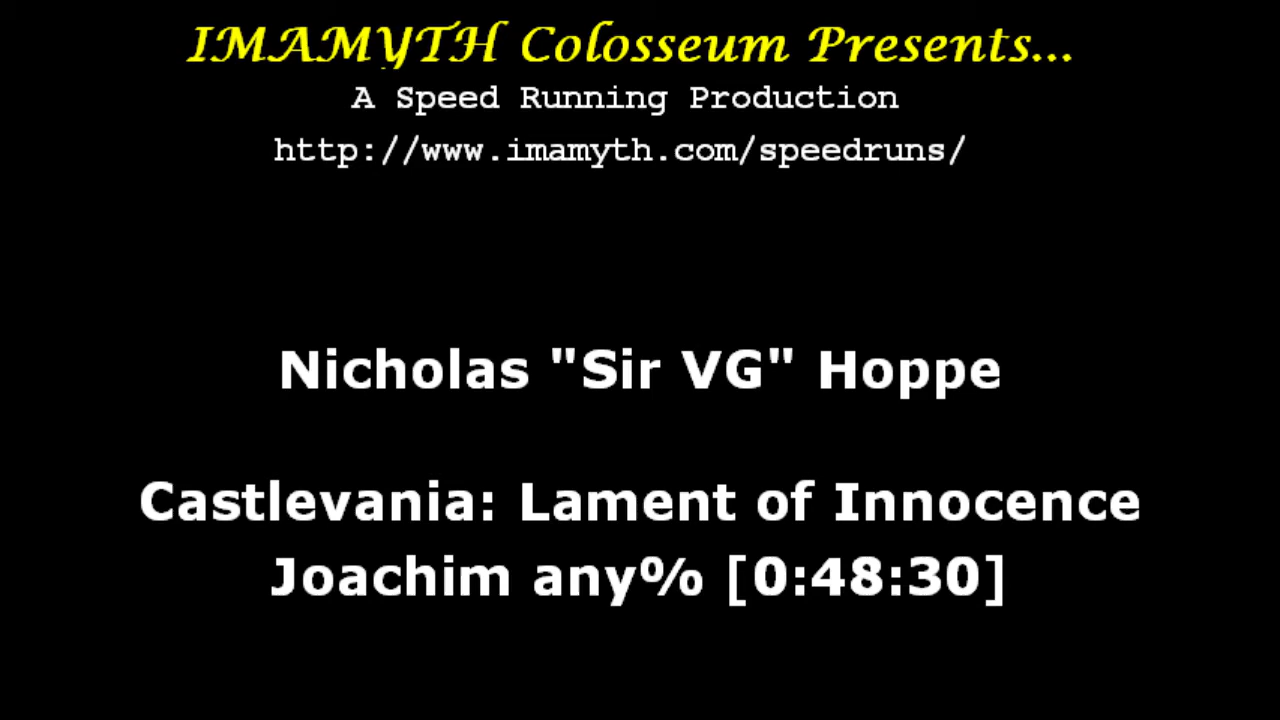 IMAMYTH Colosseum Presents...
A Speed Running Production
http://www.imamyth.com/speedruns/
Nicholas "Sir VG" Hoppe
Castlevania: Lament of Innocence
Joachim any% [0:48:30]